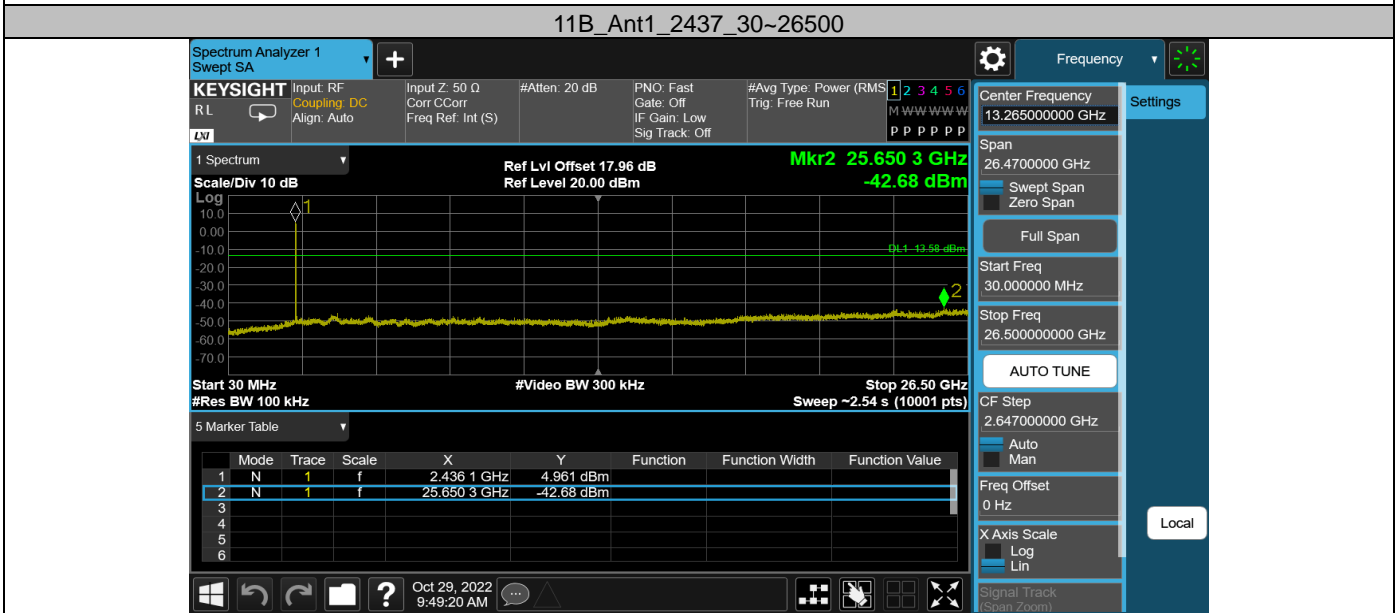 11B_Ant1_2437_30~26500
Spectrum Analyzer 1
Swept SA
Frequency
KEYSIGHT
RL
LXI
Input: RF
Coupling: DC
Align: Auto
Input Z: 50 Ω
Corr CCorr
Freq Ref: Int (S)
#Atten: 20 dB
PNO: Fast
Gate: Off
IF Gain: Low
Sig Track: Off
#Avg Type: Power (RMS
Trig: Free Run
1 2 3 4 5 6
M W W W W W
P P P P P P
1 Spectrum
Scale/Div 10 dB
Ref Lvl Offset 17.96 dB
Ref Level 20.00 dBm
Mkr2 25.650 3 GHz
-42.68 dBm
Log
10.0
0.00
-10.0
-20.0
-30.0
-40.0
-50.0
-60.0
-70.0
1
DL1 -13.58 dBm
2
Start 30 MHz
#Video BW 300 kHz
Stop 26.50 GHz
#Res BW 100 kHz
Sweep ~2.54 s (10001 pts)
5 Marker Table
Mode Trace Scale X Y Function Function Width Function Value
1 N 1 f 2.436 1 GHz 4.961 dBm
2 N 1 f 25.650 3 GHz -42.68 dBm
3
4
5
6
Oct 29, 2022
9:49:20 AM
Center Frequency
13.265000000 GHz
Span
26.4700000 GHz
Swept Span
Zero Span
Full Span
Start Freq
30.000000 MHz
Stop Freq
26.500000000 GHz
AUTO TUNE
CF Step
2.647000000 GHz
Auto
Man
Freq Offset
0 Hz
X Axis Scale
Log
Lin
Signal Track
(Span Zoom)
Settings
Local